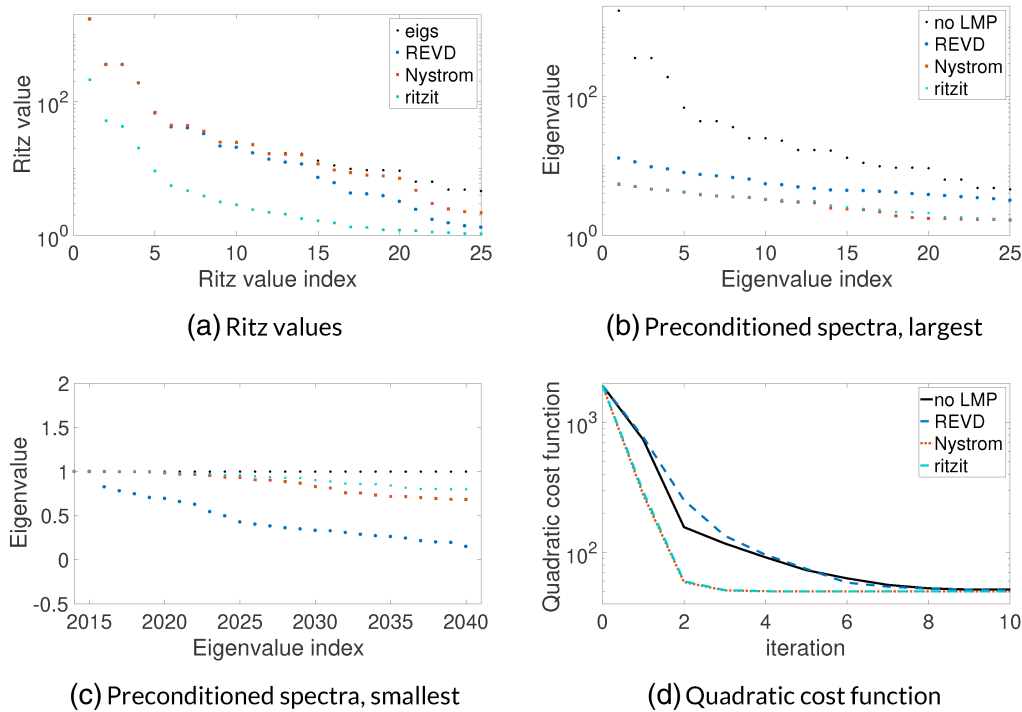 Ritz value
10^2
10^0
0 5 10 15 20 25
Ritz value index
eigs
REVD
Nystrom
ritzit
(a) Ritz values
Eigenvalue
10^2
10^0
0 5 10 15 20 25
Eigenvalue index
no LMP
REVD
Nystrom
ritzit
(b) Preconditioned spectra, largest
Eigenvalue
2
1.5
1
0.5
0
-0.5
2015 2020 2025 2030 2035 2040
Eigenvalue index
(c) Preconditioned spectra, smallest
Quadratic cost function
10^3
10^2
0 2 4 6 8 10
iteration
no LMP
REVD
Nystrom
ritzit
(d) Quadratic cost function